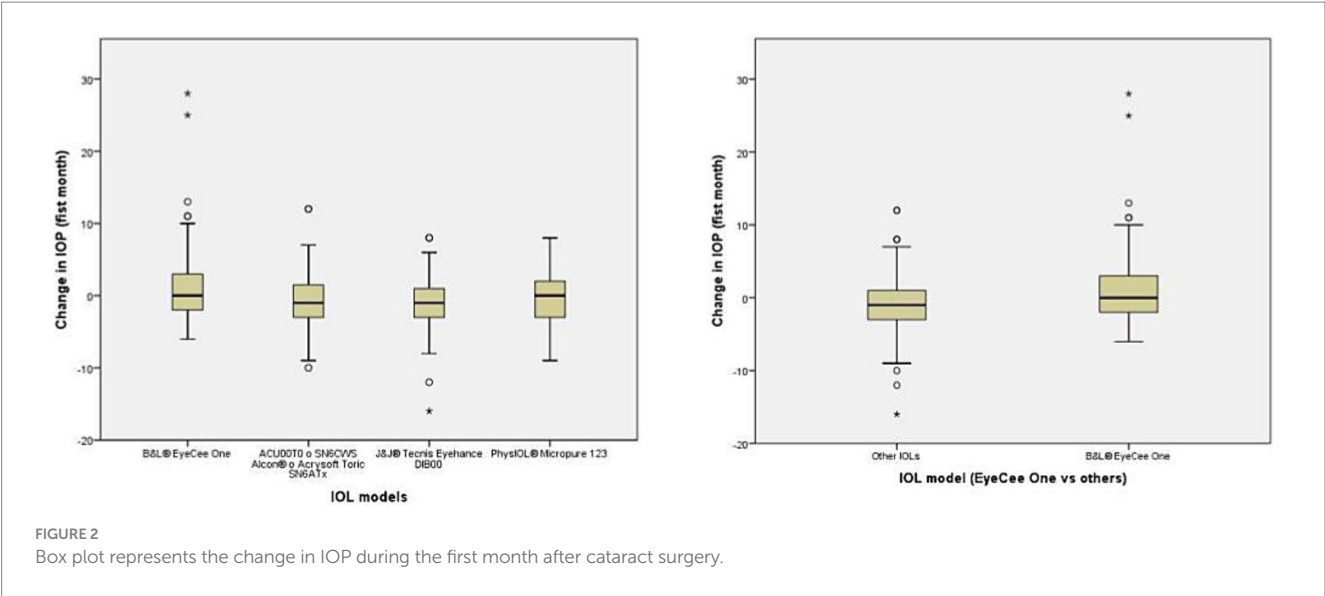 30
20
10
0
-10
-20
Change in IOP (fist month)
B&L® EyeCee One
ACU00T0 o SN6CWS
Alcon® o Acrysoft Toric
SN6ATx
J&J® Tecnis Eyehance
DIB00
PhysIOL® Micropure 123
IOL models
30
20
10
0
-10
-20
Change in IOP (fist month)
Other IOLs
B&L® EyeCee One
IOL model (EyeCee One vs others)
FIGURE 2
Box plot represents the change in IOP during the first month after cataract surgery.